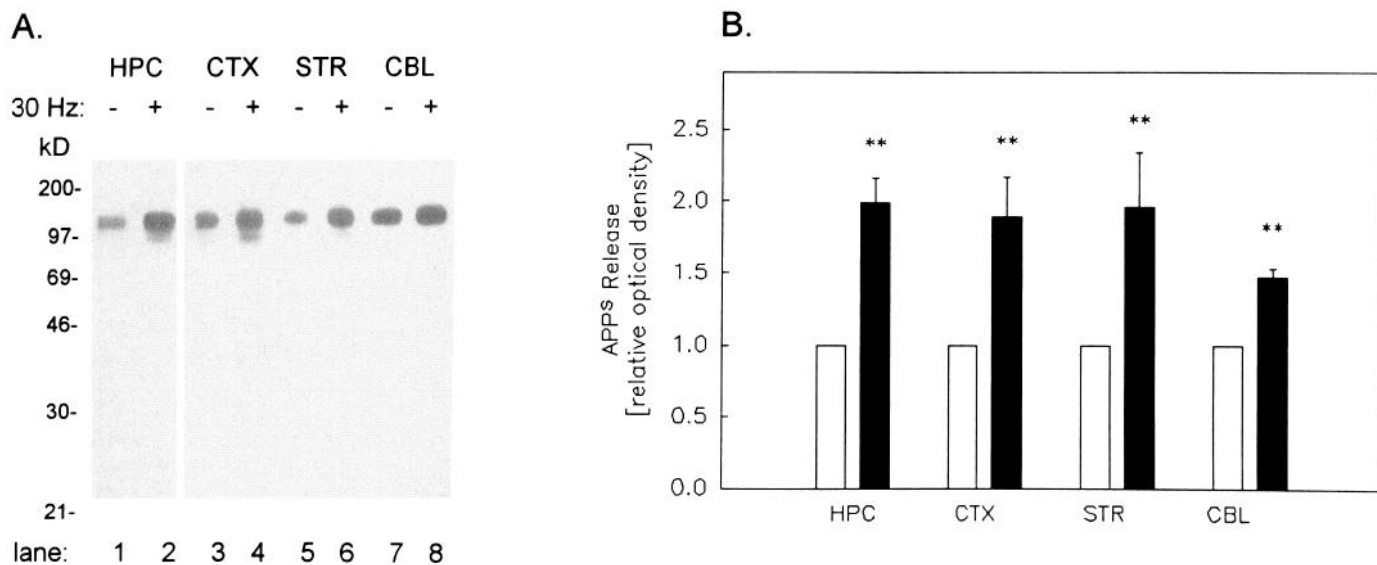 A.
HPC CTX STR CBL
30 Hz: - + - + - + - +
kD
200-
97-
69-
46-
30-
21-
lane: 1 2 3 4 5 6 7 8
B.
APPs Release
[relative optical density]
2.5
2.0
1.5
1.0
0.5
0.0
** ** ** **
HPC CTX STR CBL